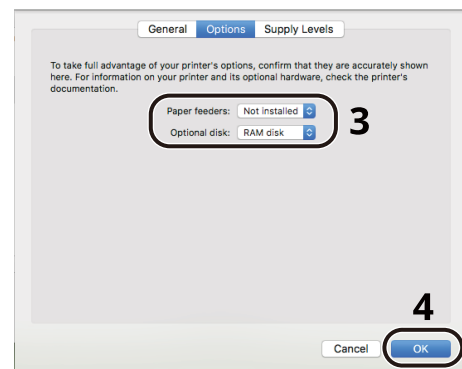 General Options Supply Levels
To take full advantage of your printer's options, confirm that they are accurately shown
here. For information on your printer and its optional hardware, check the printer's
documentation.
Paper feeders: Not installed
3
Optional disk: RAM disk
4
Cancel OK